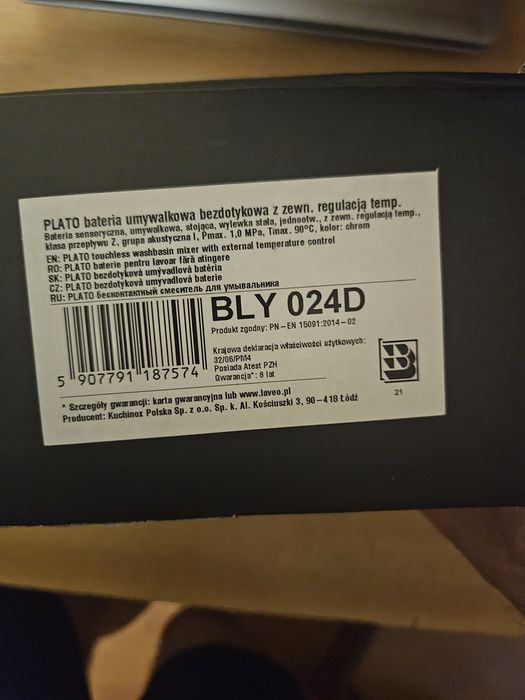 PLATO bateria umywalkowa bezdotykowa z zewn. regulacją temp.
Bateria sensoryczna, umywalkowa, stojąca, wylewka stała, jednootw., z zewn. regulacją temp.,
klasa przepływu Z, grupa akustyczna I, Pmax. 1,0 MPa, Tmax. 90°C, kolor: chrom
EN: PLATO touchless washbasin mixer with external temperature control
RO: PLATO baterie pentru lavoar fără atingere
SK: PLATO bezdotyková umývadlová batéria
CZ: PLATO bezdotyková umyvadlová baterie
RU: PLATO бесконтактный смеситель для умывальника
BLY 024D
Produkt zgodny: PN-EN 15091:2014-02
Krajowa deklaracja właściwości użytkowych:
32/06/PM4
Posiada Atest PZH
Gwarancja*: 8 lat
5 907791 187574
B
21
* Szczegóły gwarancji: karta gwarancyjna lub www.laveo.pl
Producent: Kuchinox Polska Sp. z o.o. Sp. k. Al. Kościuszki 3, 90-418 Łódź